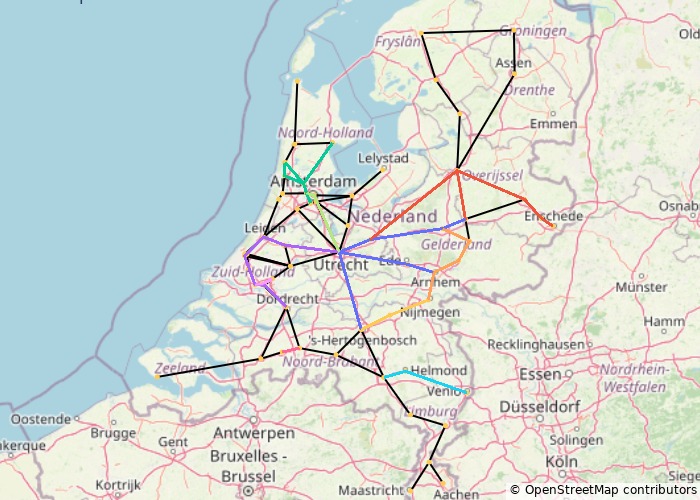 Fryslân
Groningen
Old
Assen
Drenthe
Noord-Holland
Emmen
Lelystad
Amsterdam
Overijssel
Nederland
Enschede
Osnab
Leiden
Gelderland
Zuid-Holland
Utrecht
Ede
Arnhem
Münster
Dordrecht
Nijmegen
Hamm
's-Hertogenbosch
Recklinghausen
Zeeland
Noord-Brabant
Helmond
Essen
Nordrhein-
Westfalen
Venlo
Düsseldorf
Oostende
Brugge
Antwerpen
Limburg
nkerque
Gent
Solingen
Bruxelles -
Brussel
Köln
Kortrijk
Maastricht
Aachen
© OpenStreetMap contributors